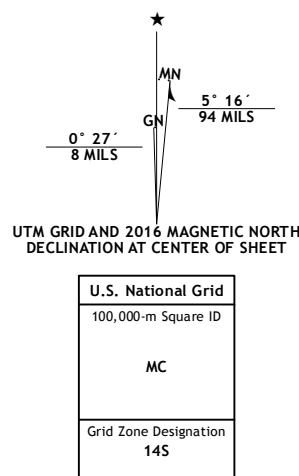 ★
MN
5° 16´
94 MILS
GN
0° 27´
8 MILS
UTM GRID AND 2016 MAGNETIC NORTH
DECLINATION AT CENTER OF SHEET
U.S. National Grid
100,000-m Square ID
MC
Grid Zone Designation
14S